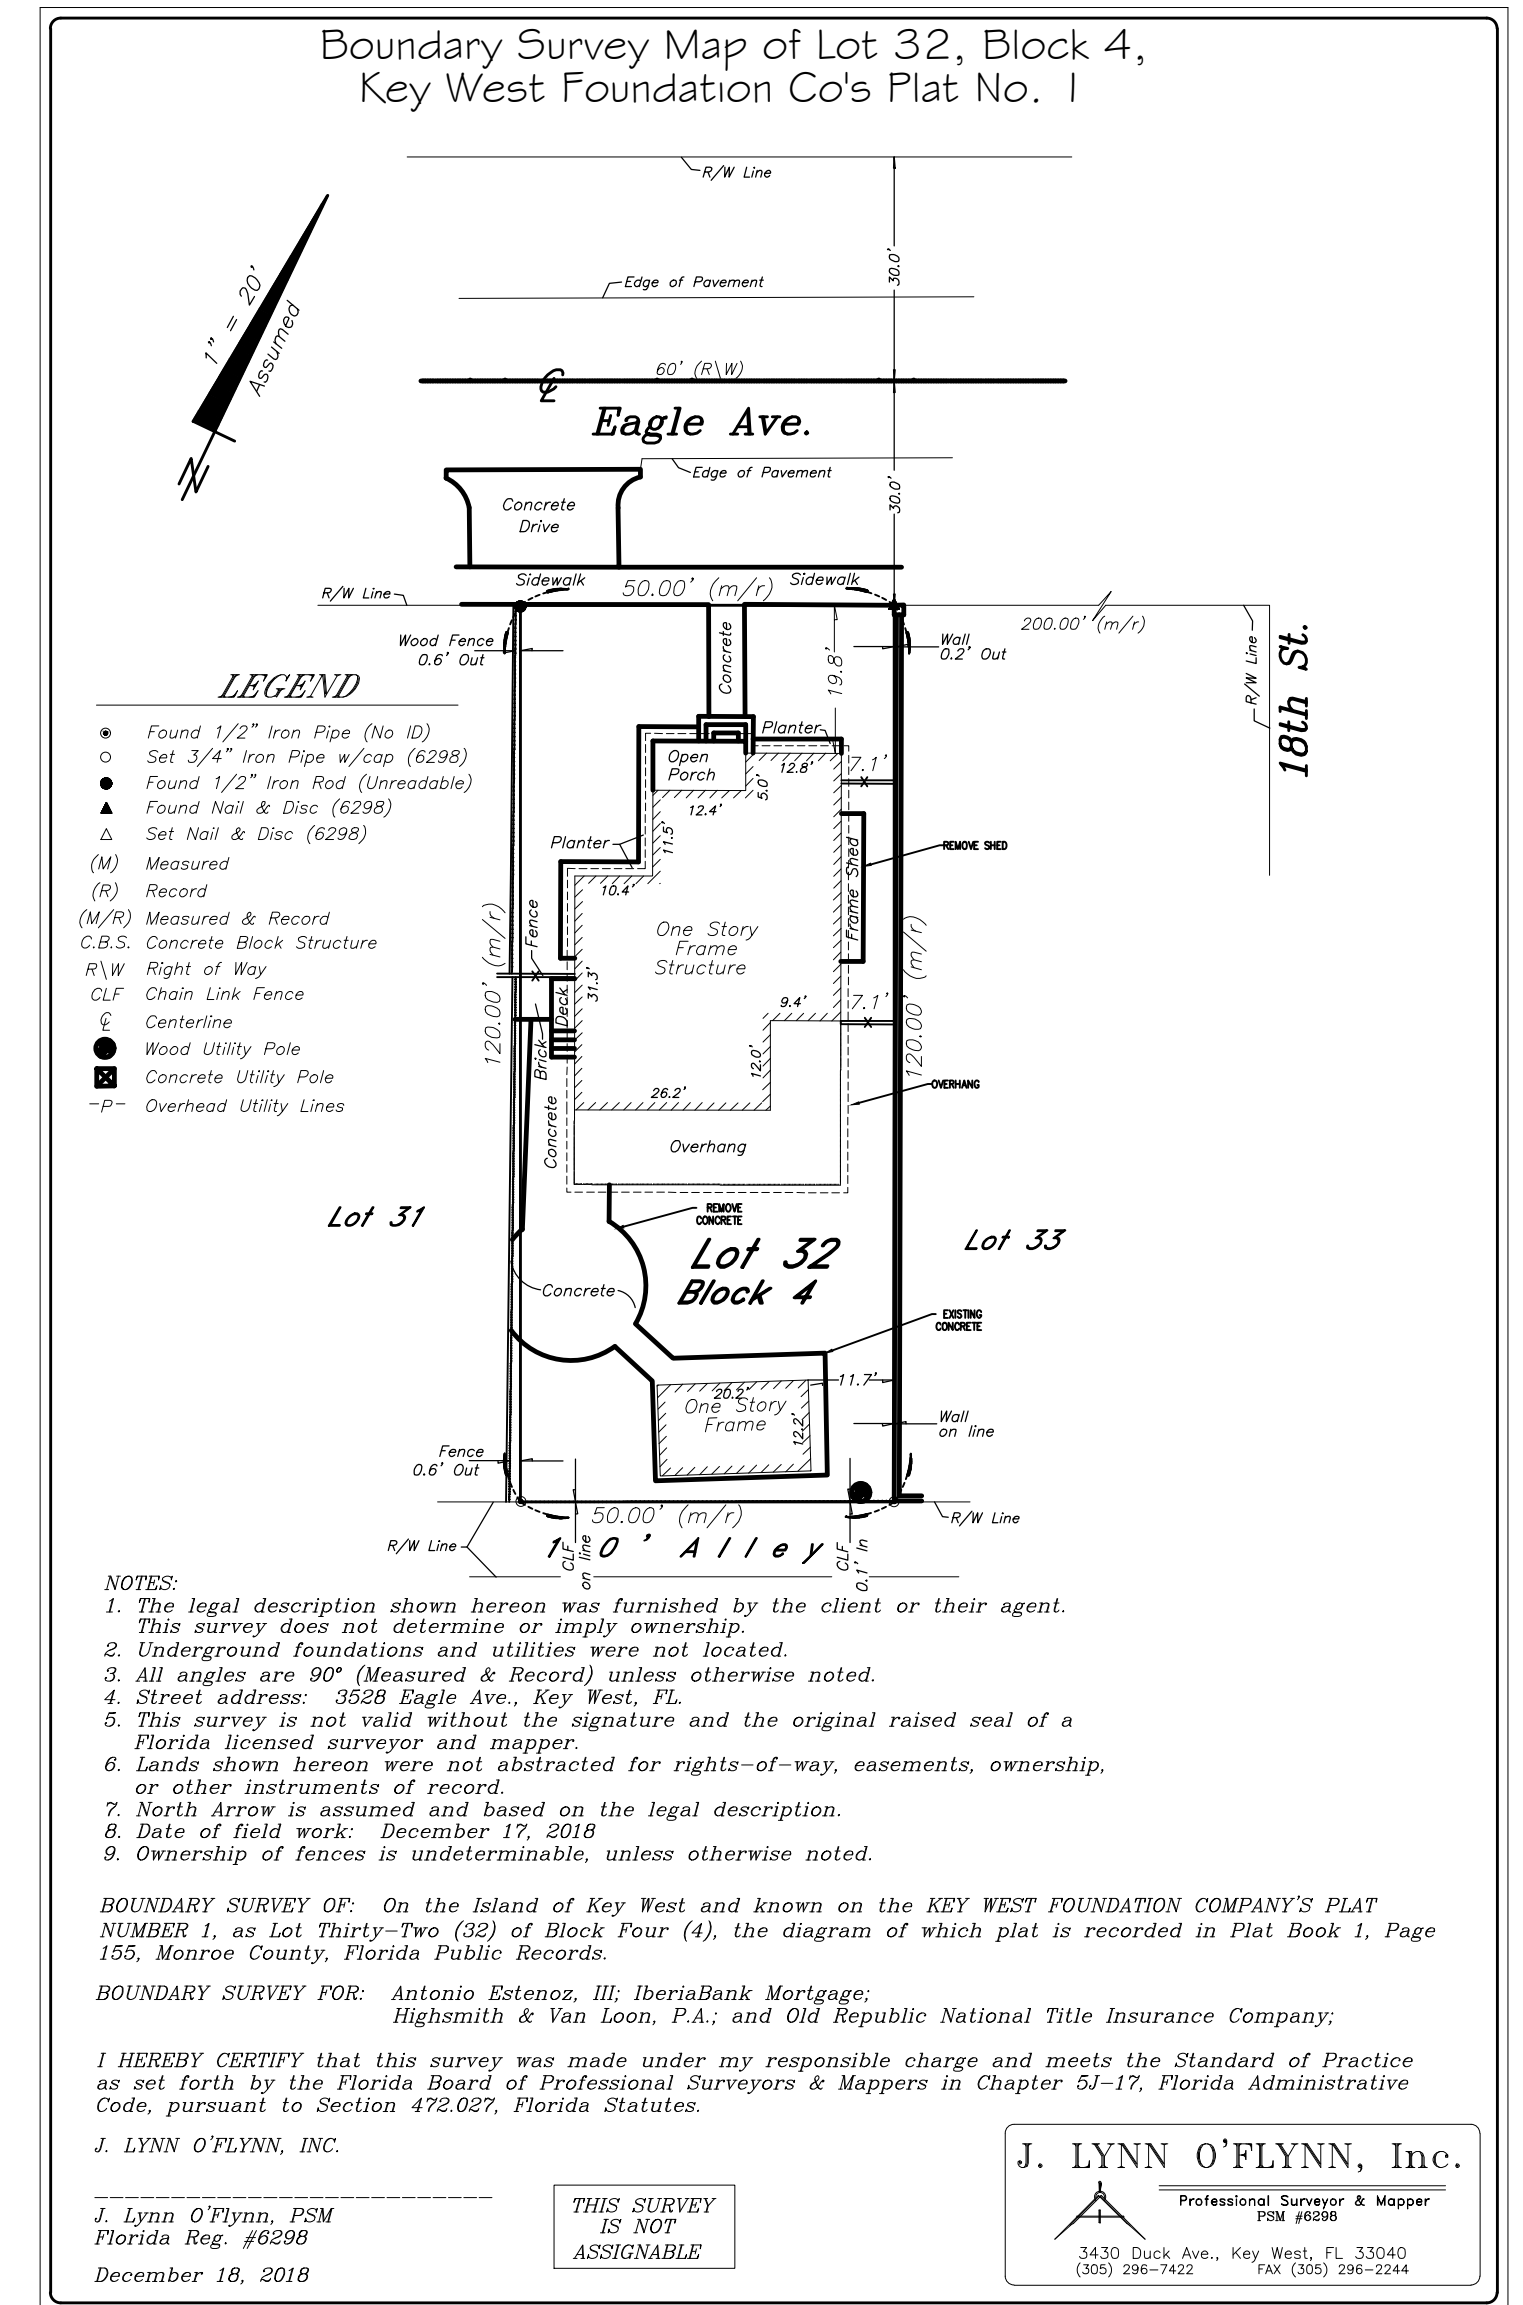 Boundary Survey Map of Lot 32, Block 4,
Key West Foundation Co's Plat No. 1
R/W Line
30.0'
1" = 20'
Assumed
N
Edge of Pavement
60' (R\W)
℄
Eagle Ave.
Edge of Pavement
30.0'
Concrete
Drive
Sidewalk
50.00' (m/r)
Sidewalk
R/W Line
200.00' (m/r)
R/W Line
18th St.
Wood Fence
0.6' Out
Concrete
19.8'
Wall
0.2' Out
LEGEND
Found 1/2" Iron Pipe (No ID)
Set 3/4" Iron Pipe w/cap (6298)
Found 1/2" Iron Rod (Unreadable)
Found Nail & Disc (6298)
Set Nail & Disc (6298)
(M) Measured
(R) Record
(M/R) Measured & Record
C.B.S. Concrete Block Structure
R\W Right of Way
CLF Chain Link Fence
℄ Centerline
Wood Utility Pole
Concrete Utility Pole
-P- Overhead Utility Lines
Planter
Open
Porch
12.8'
7.1'
5.0'
12.4'
11.5'
Planter
10.4'
Frame Shed
REMOVE SHED
Fence
One Story
Frame
Structure
120.00' (m/r)
31.3'
Deck
9.4'
7.1'
120.00' (m/r)
Brick
12.0'
26.2'
OVERHANG
Concrete
Overhang
Lot 31
REMOVE
CONCRETE
Lot 32
Block 4
Lot 33
Concrete
EXISTING
CONCRETE
11.7'
20.2'
One Story
Frame
12.2'
Wall
on line
Fence
0.6' Out
50.00' (m/r)
R/W Line
R/W Line
10' Alley
CLF
on line
CLF
0.1' In
NOTES:
1. The legal description shown hereon was furnished by the client or their agent.
This survey does not determine or imply ownership.
2. Underground foundations and utilities were not located.
3. All angles are 90° (Measured & Record) unless otherwise noted.
4. Street address: 3528 Eagle Ave., Key West, FL.
5. This survey is not valid without the signature and the original raised seal of a
Florida licensed surveyor and mapper.
6. Lands shown hereon were not abstracted for rights-of-way, easements, ownership,
or other instruments of record.
7. North Arrow is assumed and based on the legal description.
8. Date of field work: December 17, 2018
9. Ownership of fences is undeterminable, unless otherwise noted.
BOUNDARY SURVEY OF: On the Island of Key West and known on the KEY WEST FOUNDATION COMPANY'S PLAT
NUMBER 1, as Lot Thirty-Two (32) of Block Four (4), the diagram of which plat is recorded in Plat Book 1, Page
155, Monroe County, Florida Public Records.
BOUNDARY SURVEY FOR: Antonio Estenoz, III; IberiaBank Mortgage;
Highsmith & Van Loon, P.A.; and Old Republic National Title Insurance Company;
I HEREBY CERTIFY that this survey was made under my responsible charge and meets the Standard of Practice
as set forth by the Florida Board of Professional Surveyors & Mappers in Chapter 5J-17, Florida Administrative
Code, pursuant to Section 472.027, Florida Statutes.
J. LYNN O'FLYNN, INC.
J. Lynn O'Flynn, PSM
Florida Reg. #6298
December 18, 2018
THIS SURVEY
IS NOT
ASSIGNABLE
J. LYNN O'FLYNN, Inc.
Professional Surveyor & Mapper
PSM #6298
3430 Duck Ave., Key West, FL 33040
(305) 296-7422 FAX (305) 296-2244